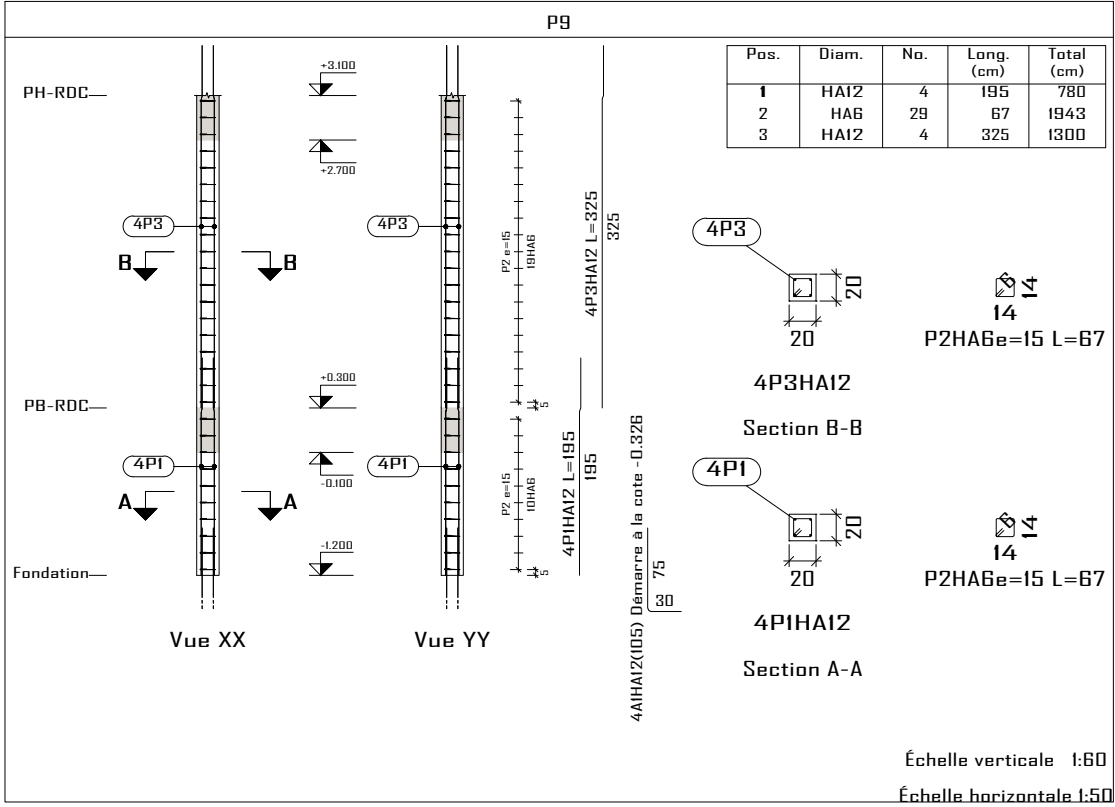 P9
Pos. Diam. No. Long. (cm) Total (cm)
1 HA12 4 195 780
2 HA6 29 67 1943
3 HA12 4 325 1300
PH-RDC
+3.100
+2.700
4P3
4P3
B B
P2 e=15
19HA6
4P3HA12 L=325
325
PB-RDC
+0.300
-0.100
5
4P1
4P1
A A
P2 e=15
10HA6
4P1HA12 L=195
195
Fondation
-1.200
5
4A1HA12(105) Démarre à la cote -0.326
75
30
Vue XX
Vue YY
4P3
20
20
4P3HA12
Section B-B
6
14
14
P2HA6e=15 L=67
4P1
20
20
4P1HA12
Section A-A
6
14
14
P2HA6e=15 L=67
Échelle verticale 1:60
Échelle horizontale 1:50